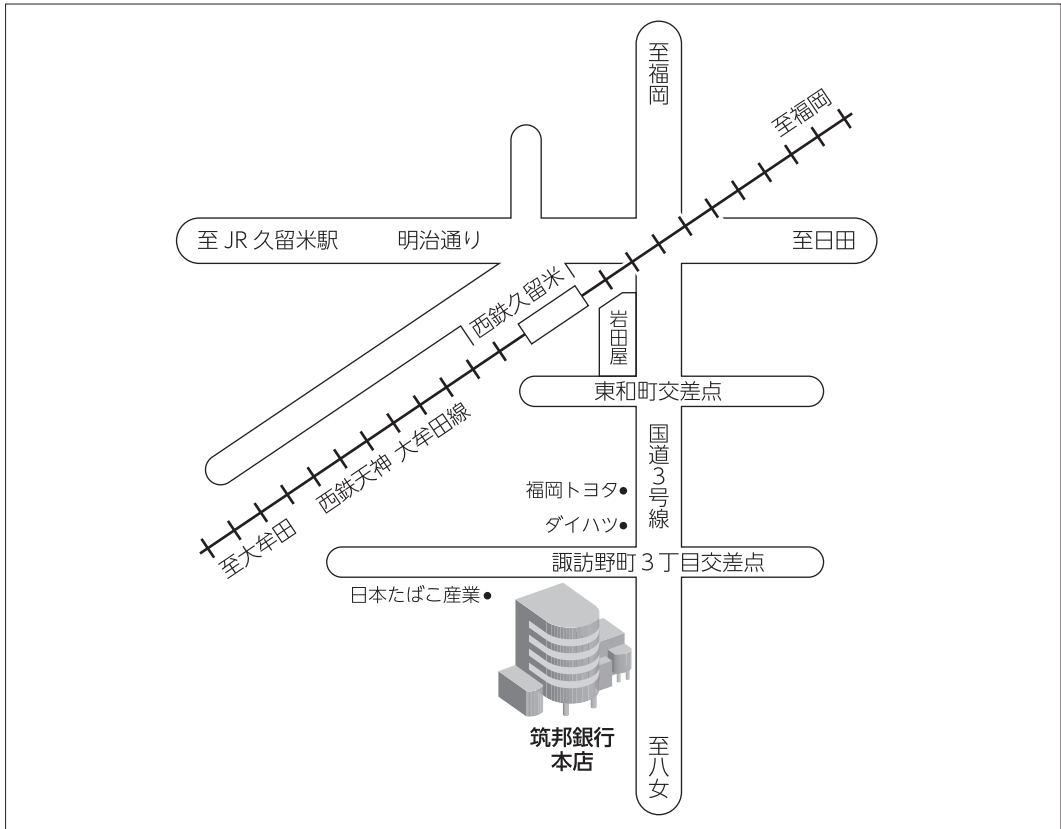 至福岡
至福岡
至 JR 久留米駅
明治通り
至日田
西鉄久留米
岩田屋
東和町交差点
西鉄天神 大牟田線
国道3号線
福岡トヨタ
ダイハツ
至大牟田
諏訪野町3丁目交差点
日本たばこ産業
筑邦銀行
本店
至八女